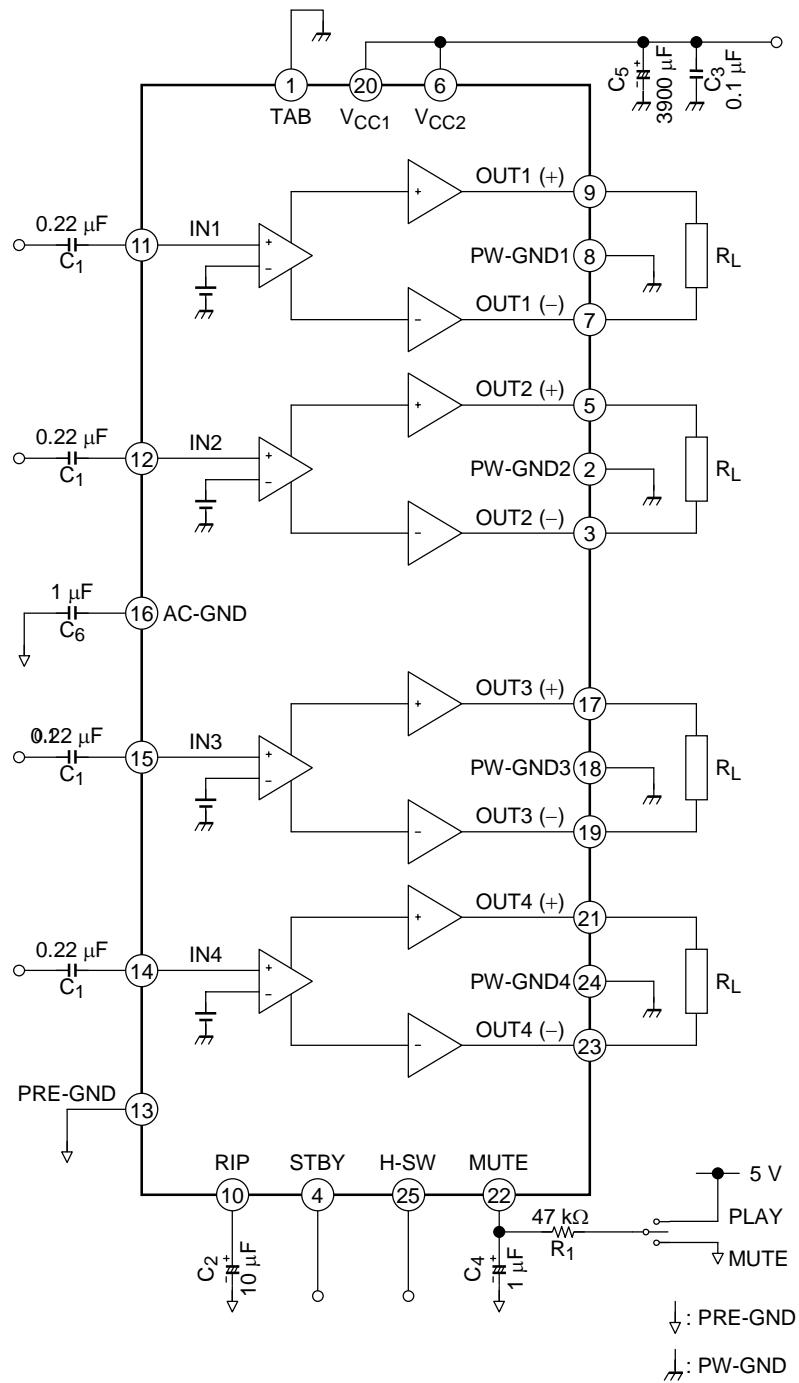 C5
3900 µF
C3
0.1 µF
1
20
6
TAB
VCC1
VCC2
OUT1 (+)
9
0.22 µF
C1
11
IN1
+
−
+
PW-GND1
8
RL
−
OUT1 (−)
7
OUT2 (+)
5
0.22 µF
C1
12
IN2
+
−
+
PW-GND2
2
RL
−
OUT2 (−)
3
1 µF
C6
16
AC-GND
OUT3 (+)
17
0.22 µF
C1
15
IN3
+
−
+
PW-GND3
18
RL
−
OUT3 (−)
19
OUT4 (+)
21
0.22 µF
C1
14
IN4
+
−
+
PW-GND4
24
RL
−
OUT4 (−)
23
PRE-GND
13
RIP
STBY
H-SW
MUTE
10
4
25
22
5 V
47 kΩ
R1
PLAY
MUTE
C2
+
−
10 µF
C4
+
−
1 µF
: PRE-GND
: PW-GND